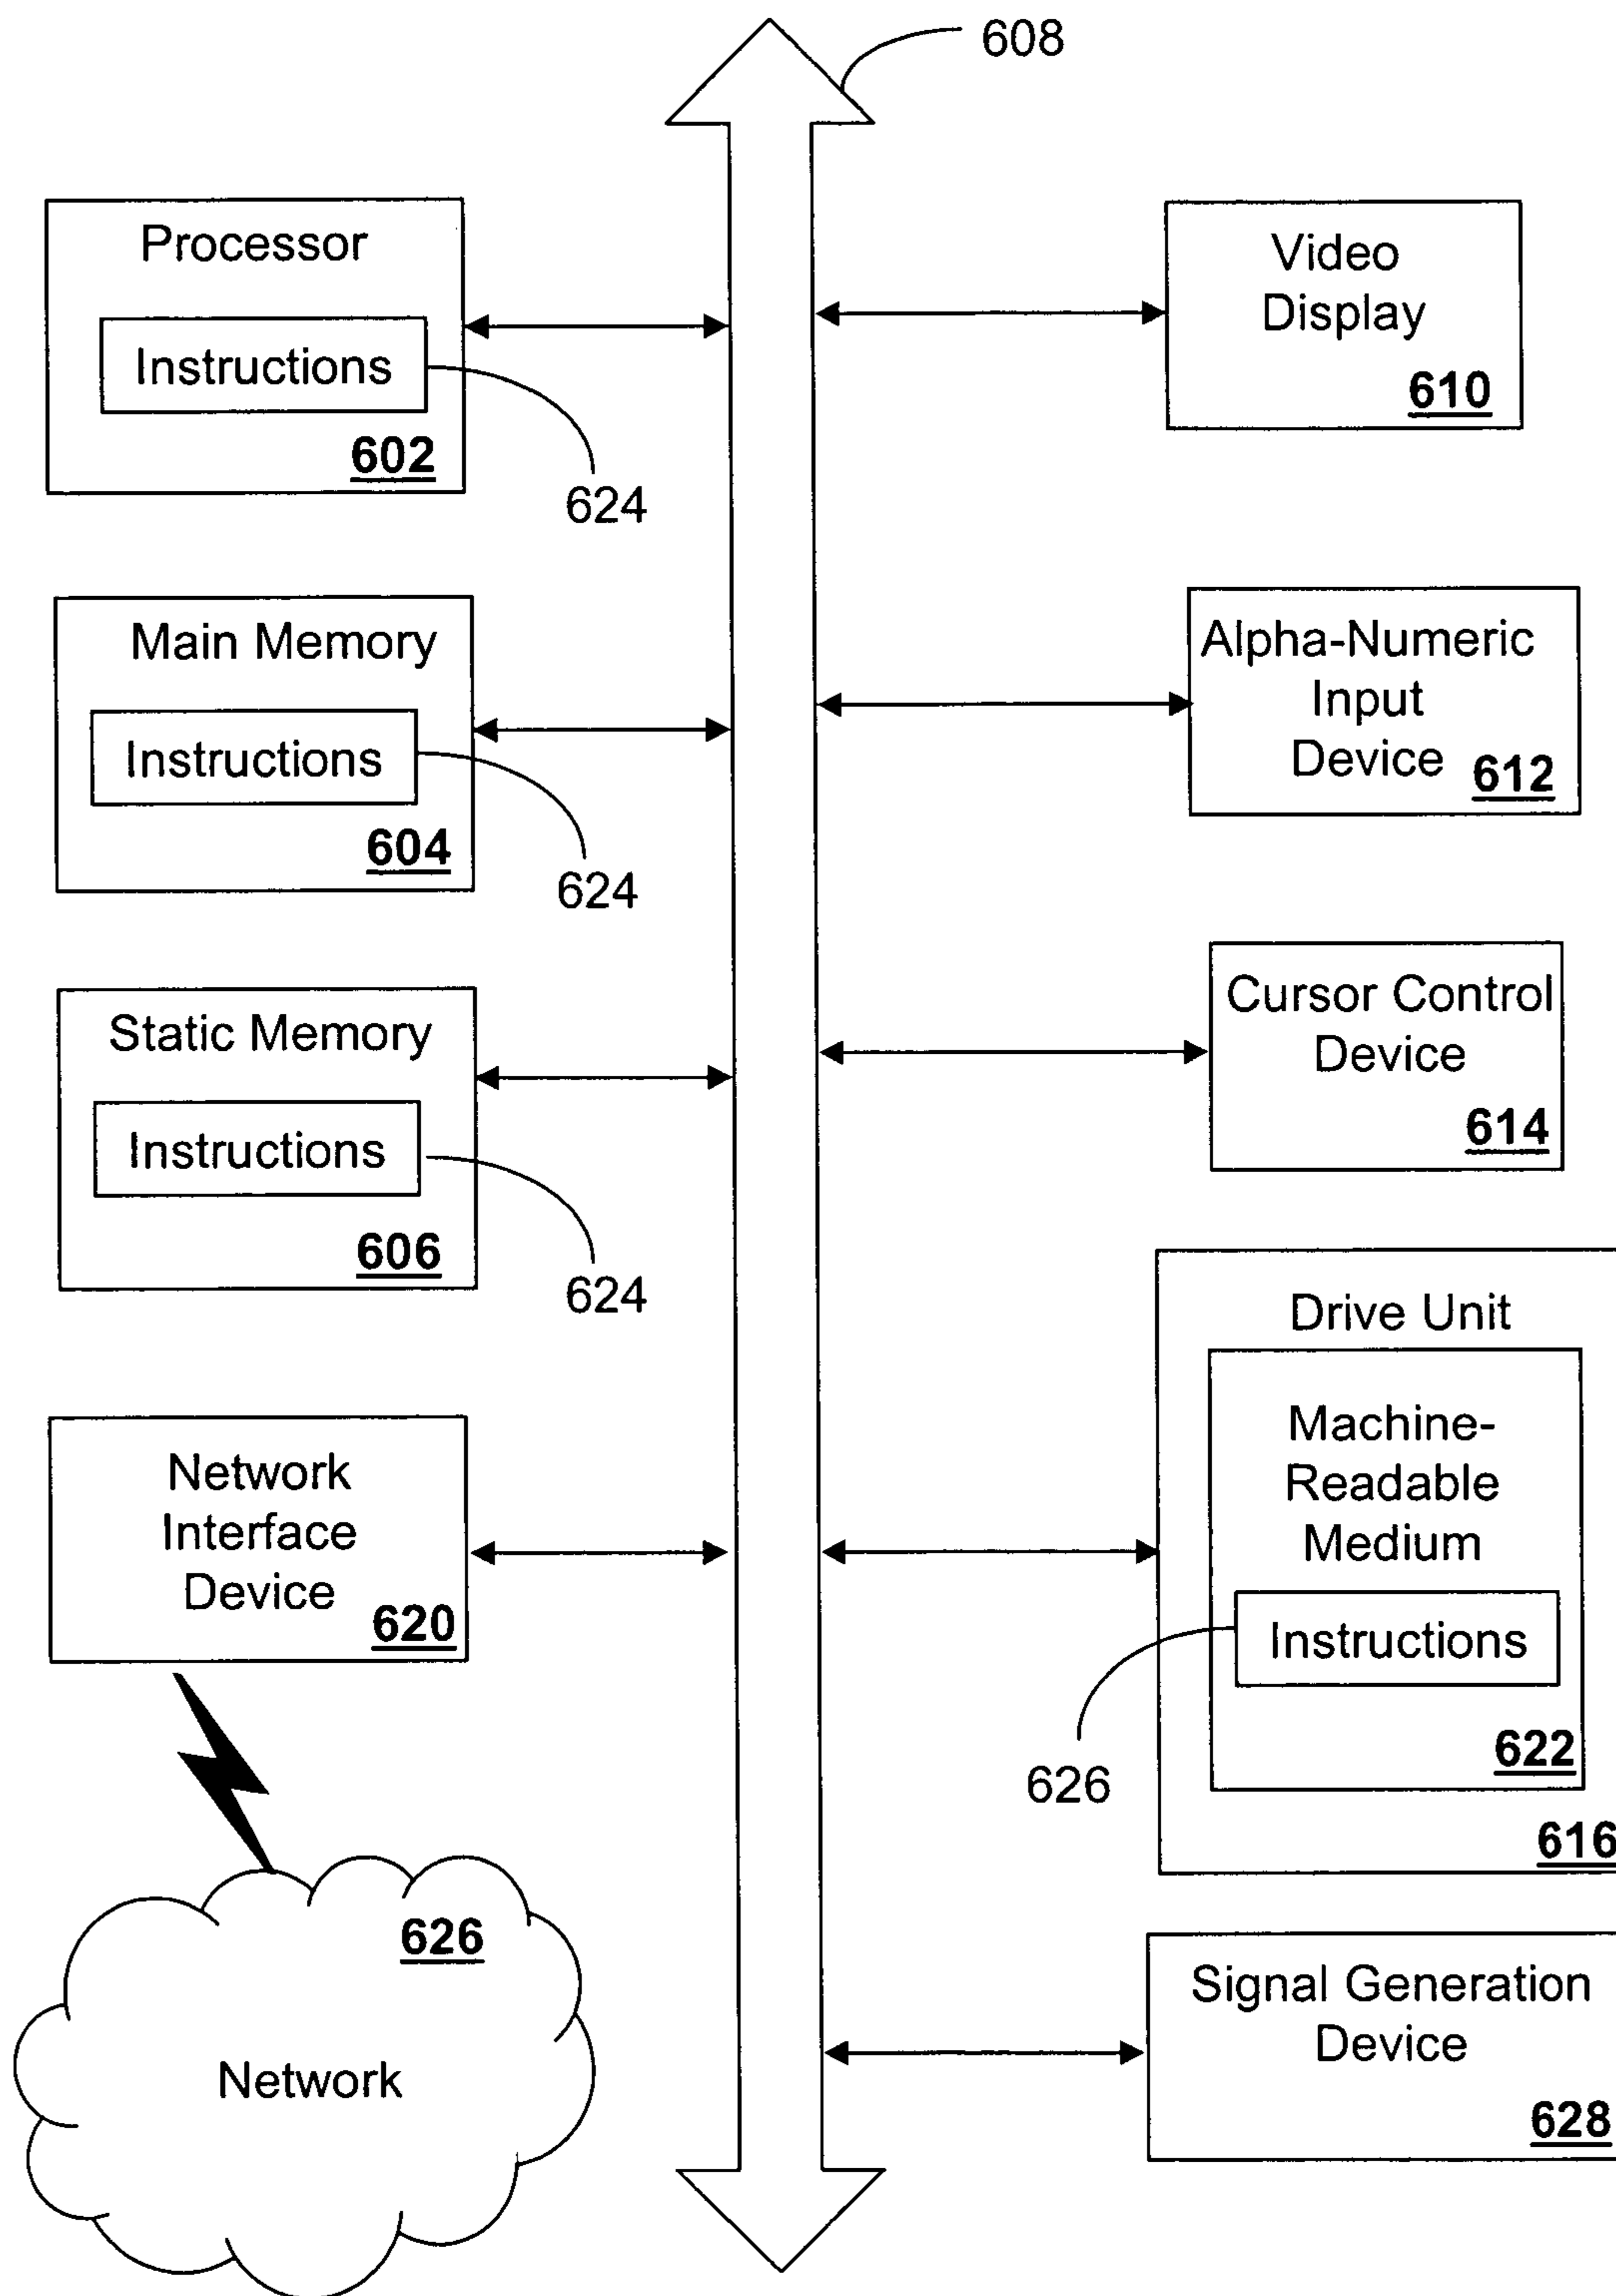 608
Processor
Instructions
602
624
Main Memory
Instructions
604
624
Static Memory
Instructions
606
624
Network
Interface
Device
620
626
Network
Video
Display
610
Alpha-Numeric
Input
Device
612
Cursor Control
Device
614
Drive Unit
Machine-
Readable
Medium
Instructions
622
626
616
Signal Generation
Device
628